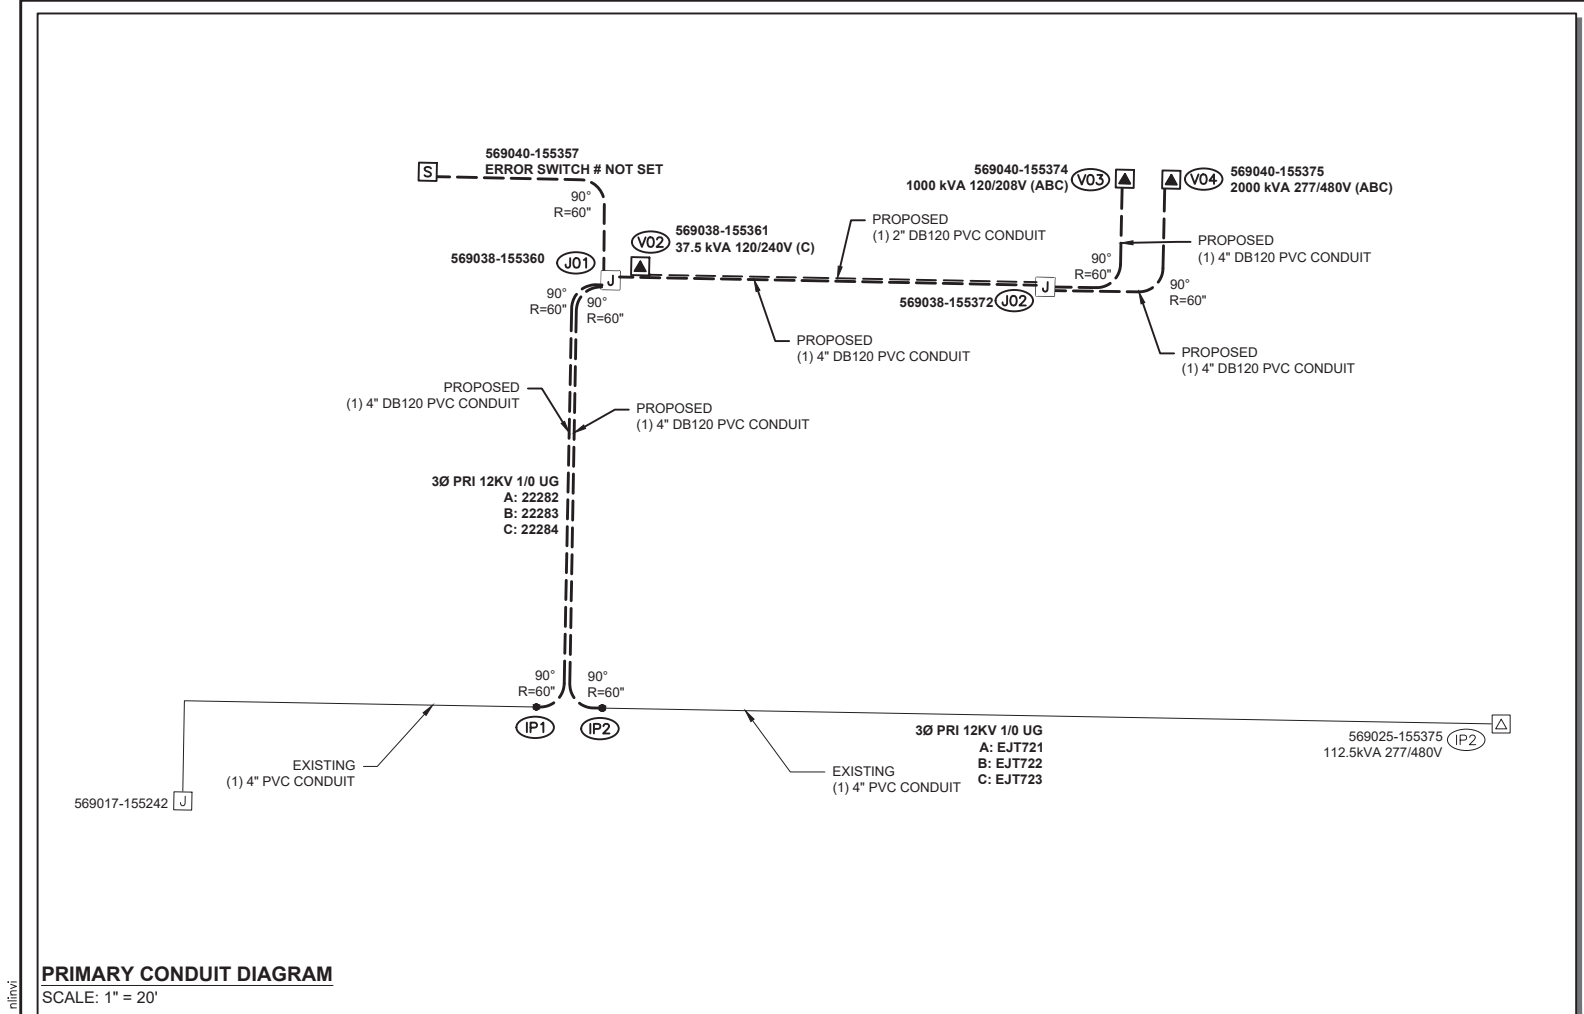 569040-155357
ERROR SWITCH # NOT SET
S
90°
R=60"
569040-155374
1000 kVA 120/208V (ABC)
V03
V04
569040-155375
2000 kVA 277/480V (ABC)
569038-155361
37.5 kVA 120/240V (C)
V02
569038-155360
J01
J
PROPOSED
(1) 2" DB120 PVC CONDUIT
PROPOSED
(1) 4" DB120 PVC CONDUIT
90°
R=60"
90°
R=60"
J
569038-155372
J02
90°
R=60"
90°
R=60"
PROPOSED
(1) 4" DB120 PVC CONDUIT
PROPOSED
(1) 4" DB120 PVC CONDUIT
PROPOSED
(1) 4" DB120 PVC CONDUIT
PROPOSED
(1) 4" DB120 PVC CONDUIT
3Ø PRI 12KV 1/0 UG
A: 22282
B: 22283
C: 22284
90°
R=60"
90°
R=60"
IP1
IP2
EXISTING
(1) 4" PVC CONDUIT
569017-155242
J
EXISTING
(1) 4" PVC CONDUIT
3Ø PRI 12KV 1/0 UG
A: EJT721
B: EJT722
C: EJT723
569025-155375
112.5kVA 277/480V
IP2
PRIMARY CONDUIT DIAGRAM
SCALE: 1" = 20'
nlinvi